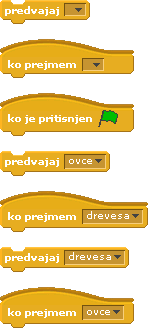 predvajaj
ko prejmem
ko je pritisnjen
predvajaj ovce
ko prejmem drevesa
predvajaj drevesa
ko prejmem ovce